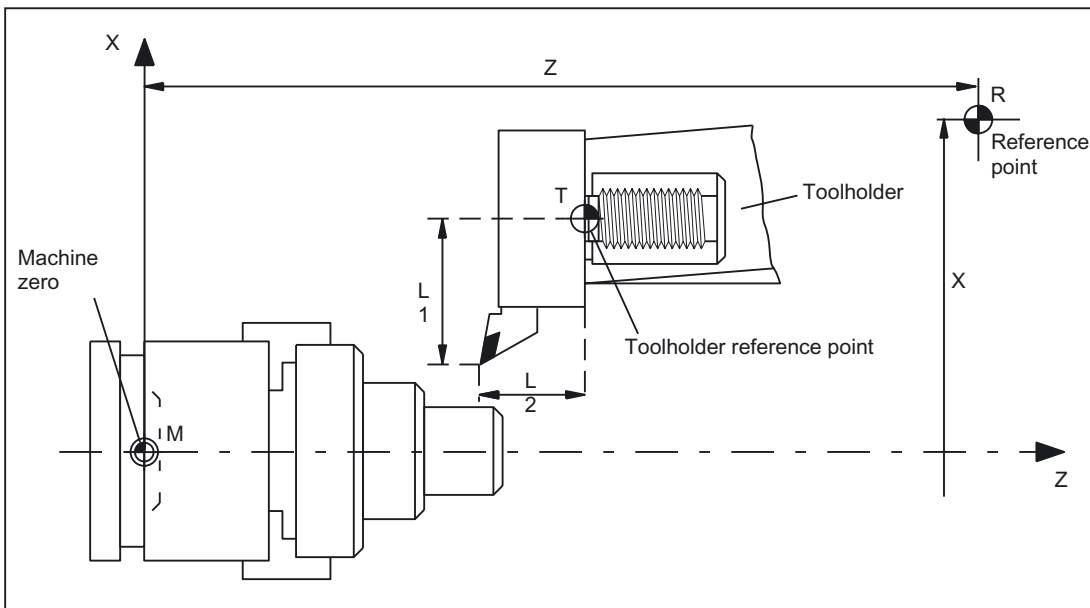 X
Z
R
Reference
point
T
Toolholder
Machine
zero
X
L
1
Toolholder reference point
L
2
M
Z